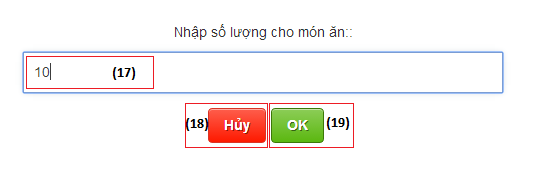 Nhập số lượng cho món ăn::
10 (17)
(18) Hủy OK (19)